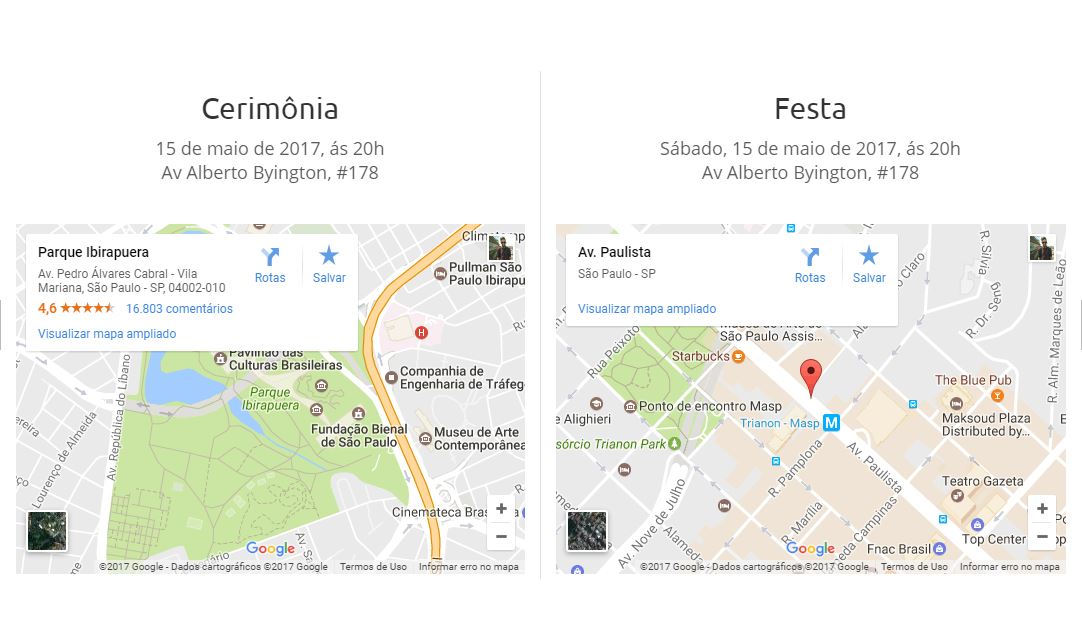 Cerimônia
15 de maio de 2017, ás 20h
Av Alberto Byington, #178
Parque Ibirapuera
Av. Pedro Álvares Cabral - Vila
Mariana, São Paulo - SP, 04002-010
4,6
16.803 comentários
Visualizar mapa ampliado
Rotas
Salvar
Pullman São
Paulo Ibirapu
H
Pavilhão das
Culturas Brasileiras
Parque
Ibirapuera
Companhia de
Engenharia de Tráfeg
Fundação Bienal
de São Paulo
Museu de Arte
Contemporâne
Av. República do Líbano
Lourenço de Almeida
Cinemateca Bras
+
−
Google
©2017 Google - Dados cartográficos ©2017 Google
Termos de Uso
Informar erro no mapa
Festa
Sábado, 15 de maio de 2017, ás 20h
Av Alberto Byington, #178
Av. Paulista
São Paulo - SP
Visualizar mapa ampliado
Rotas
Salvar
R. Sílvia
R. Dr. Seng
R. Alm. Marques de Leão
Claro
Rua Peixoto
Museu de Arte de
São Paulo Assis...
Starbucks
The Blue Pub
Ponto de encontro Masp
Alighieri
Trianon - Masp
M
Maksoud Plaza
Distributed by...
sórcio Trianon Park
R. Pamplona
Av. Paulista
Teatro Gazeta
Av. Nove de Julho
R. Marília
Alameda
eda Campinas
Fnac Brasil
Top Center
+
−
Google
©2017 Google - Dados cartográficos ©2017 Google
Termos de Uso
Informar erro no mapa